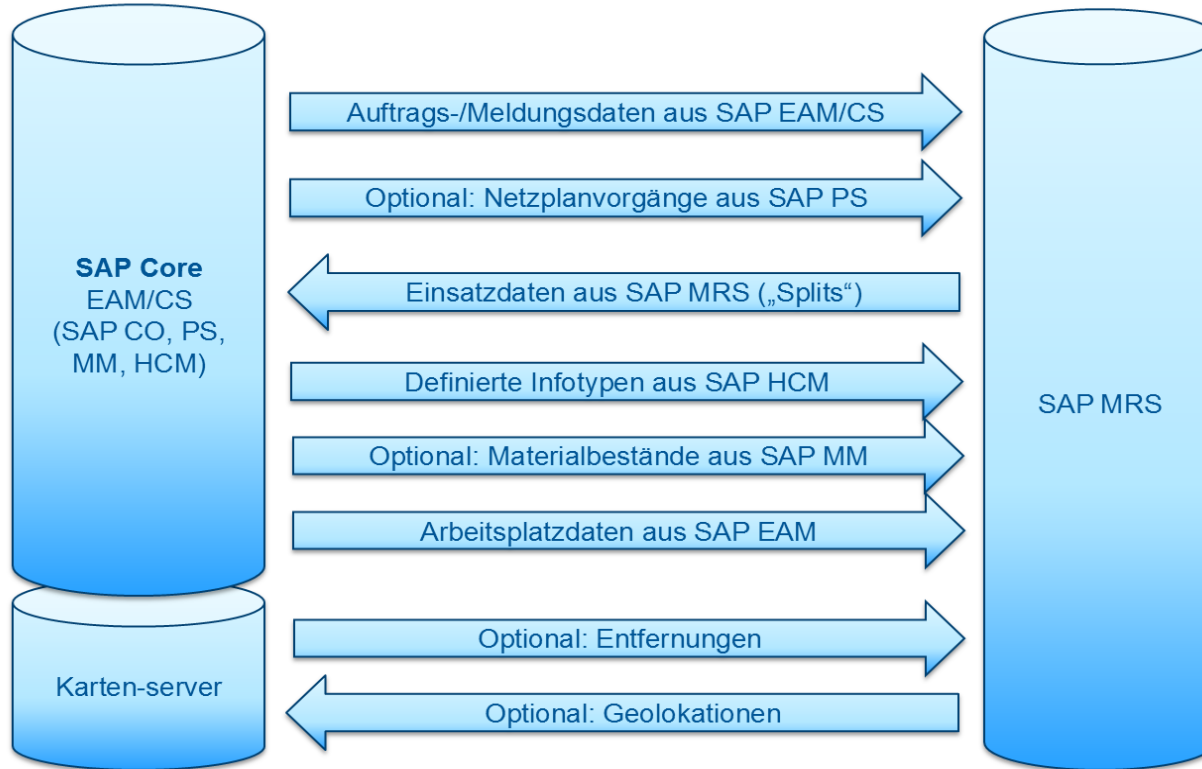 Auftrags-/Meldungsdaten aus SAP EAM/CS
Optional: Netzplanvorgänge aus SAP PS
SAP Core
EAM/CS
(SAP CO, PS,
MM, HCM)
Einsatzdaten aus SAP MRS („Splits“)
Definierte Infotypen aus SAP HCM
SAP MRS
Optional: Materialbestände aus SAP MM
Arbeitsplatzdaten aus SAP EAM
Optional: Entfernungen
Karten-server
Optional: Geolokationen